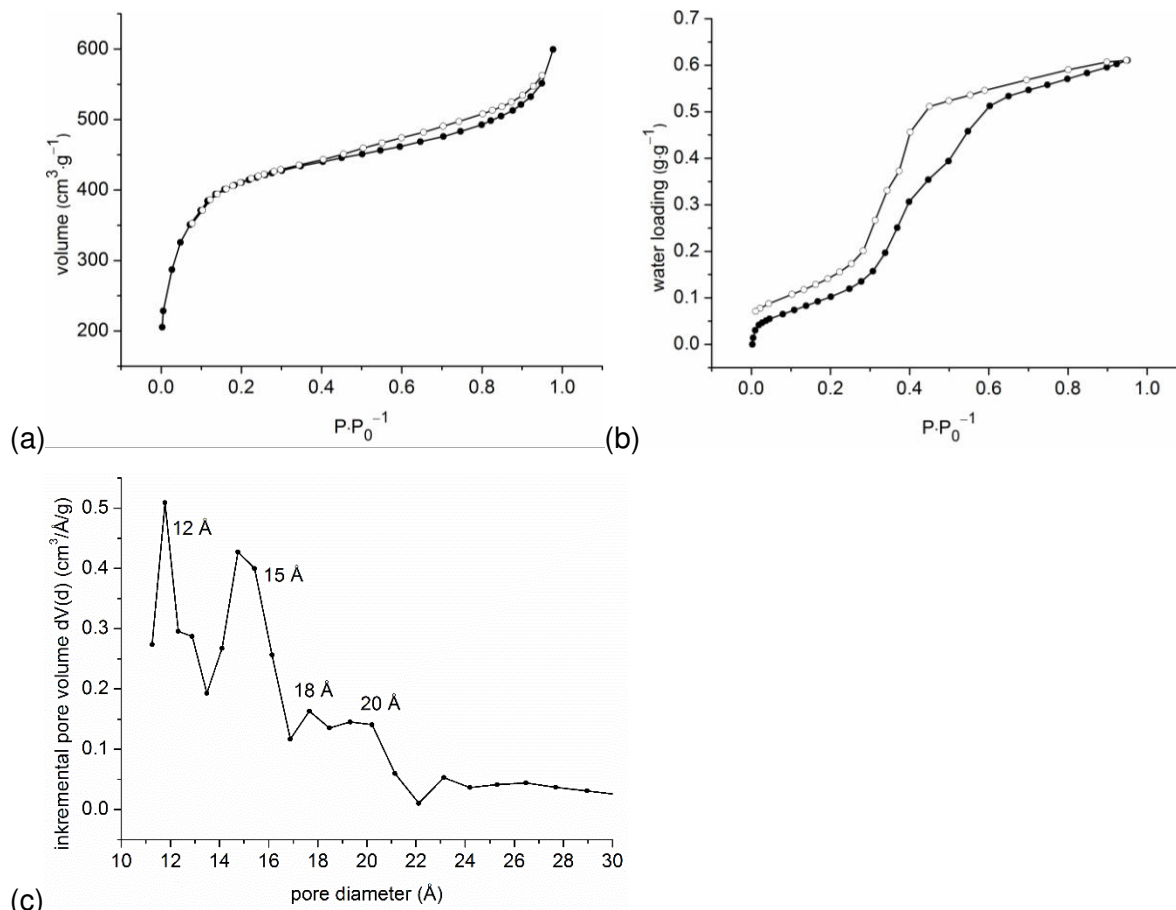 600
500
400
300
200
volume (cm³·g⁻¹)
0.0 0.2 0.4 0.6 0.8 1.0
P·P₀⁻¹
(a)
0.7
0.6
0.5
0.4
0.3
0.2
0.1
0.0
water loading (g·g⁻¹)
0.0 0.2 0.4 0.6 0.8 1.0
P·P₀⁻¹
(b)
0.5
0.4
0.3
0.2
0.1
0.0
inkremental pore volume dV(d) (cm³/Å/g)
12 Å
15 Å
18 Å
20 Å
10 12 14 16 18 20 22 24 26 28 30
pore diameter (Å)
(c)